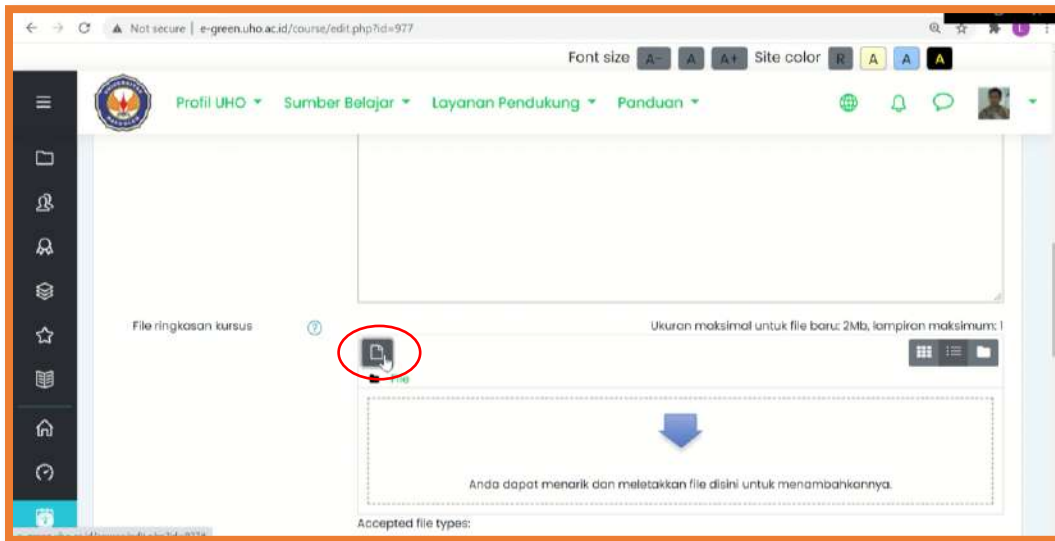 Not secure | e-green.uho.ac.id/course/edit.php?id=977
Font size A- A A+ Site color R A A A
Profil UHO Sumber Belajar Layanan Pendukung Panduan
File ringkasan kursus
Ukuran maksimal untuk file baru: 2Mb, lampiran maksimum: 1
File
Anda dapat menarik dan meletakkan file disini untuk menambahkannya.
Accepted file types: